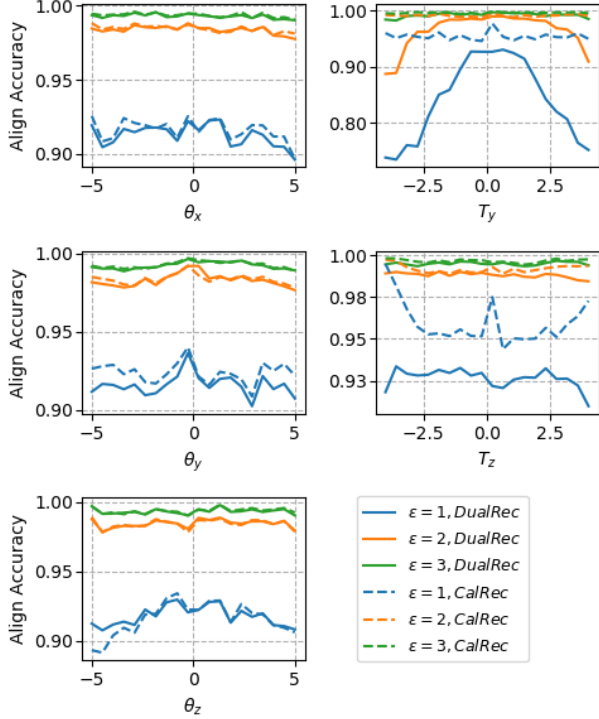 Align Accuracy
1.00
0.95
0.90
−5
0
5
θx
1.00
0.90
0.80
−2.5
0.0
2.5
Ty
Align Accuracy
1.00
0.95
0.90
−5
0
5
θy
1.00
0.98
0.95
0.93
−2.5
0.0
2.5
Tz
Align Accuracy
1.00
0.95
0.90
−5
0
5
θz
ε = 1, DualRec
ε = 2, DualRec
ε = 3, DualRec
ε = 1, CalRec
ε = 2, CalRec
ε = 3, CalRec